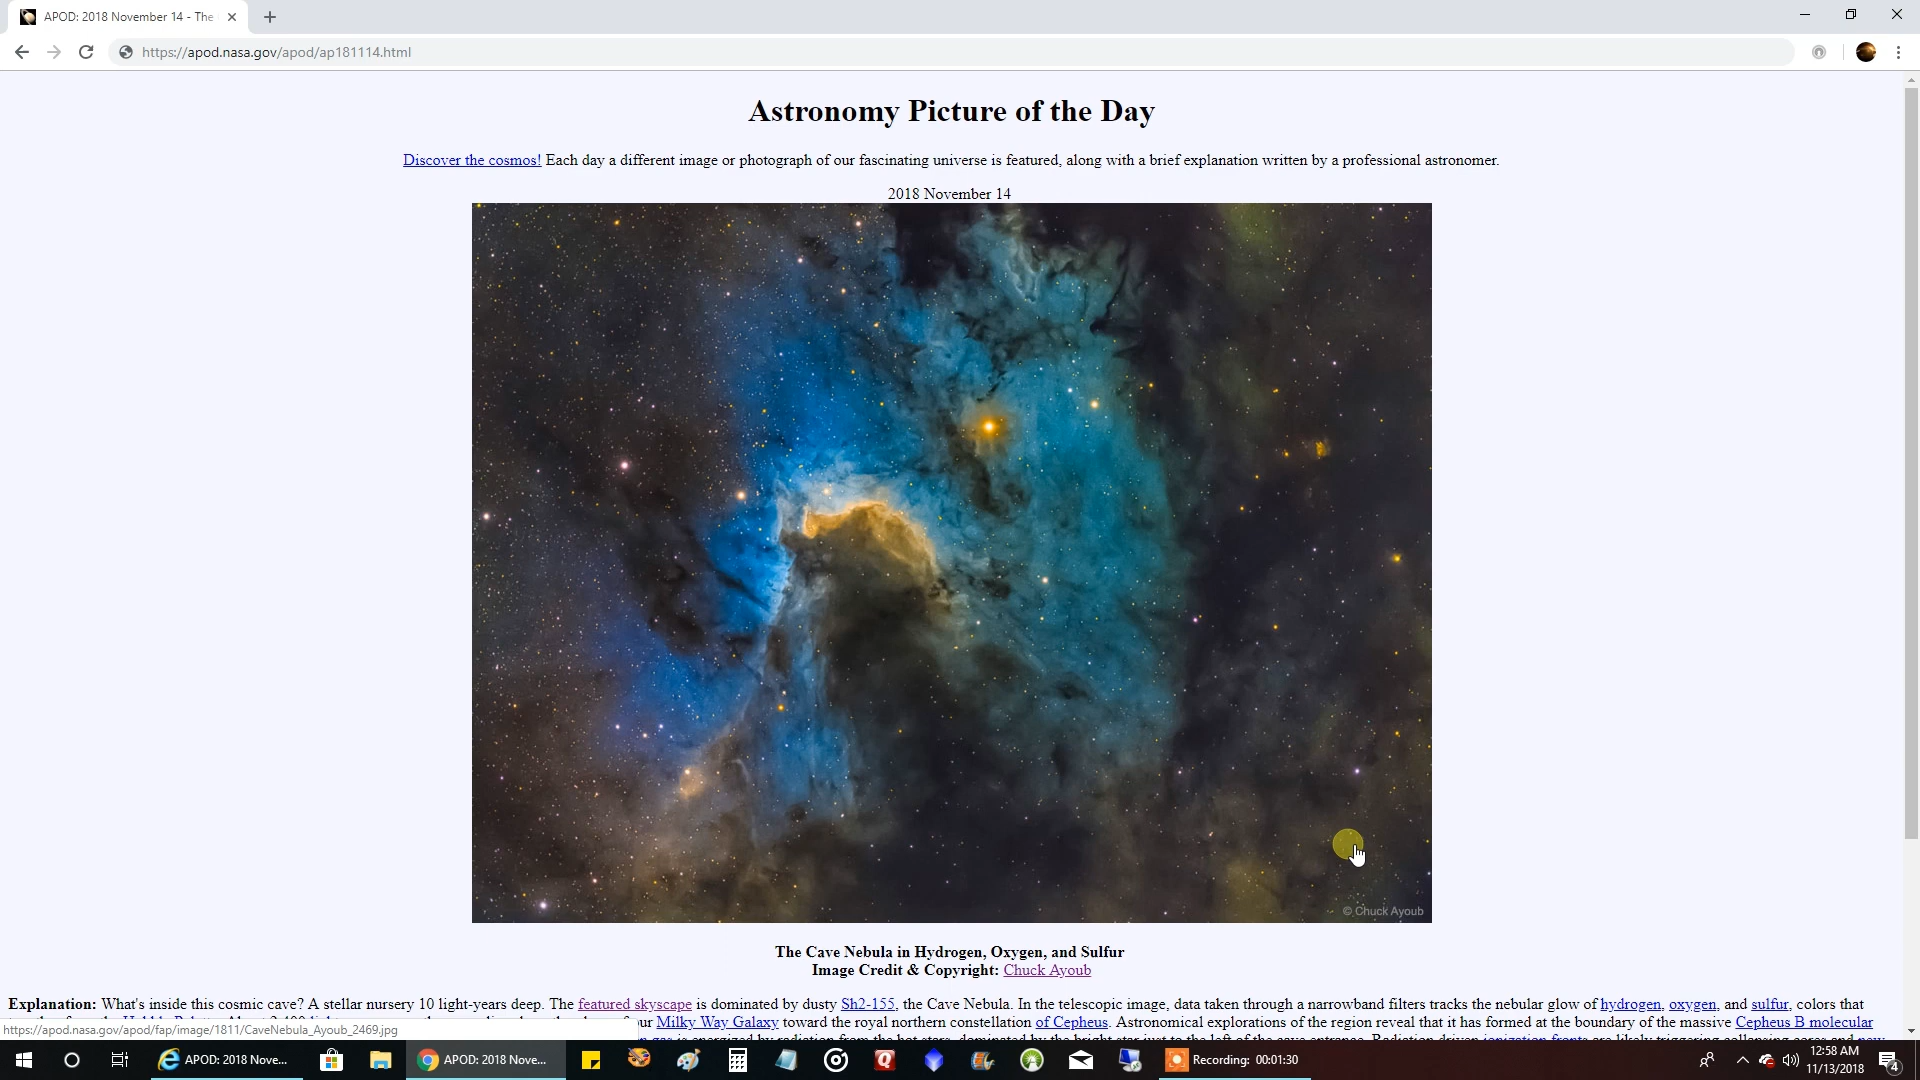 APOD: 2018 November 14 - The
https://apod.nasa.gov/apod/ap181114.html
Astronomy Picture of the Day
Discover the cosmos! Each day a different image or photograph of our fascinating universe is featured, along with a brief explanation written by a professional astronomer.
2018 November 14
© Chuck Ayoub
The Cave Nebula in Hydrogen, Oxygen, and Sulfur
Image Credit & Copyright: Chuck Ayoub
Explanation: What's inside this cosmic cave? A stellar nursery 10 light-years deep. The featured skyscape is dominated by dusty Sh2-155, the Cave Nebula. In the telescopic image, data taken through a narrowband filters tracks the nebular glow of hydrogen, oxygen, and sulfur, colors that
Milky Way Galaxy toward the royal northern constellation of Cepheus. Astronomical explorations of the region reveal that it has formed at the boundary of the massive Cepheus B molecular
https://apod.nasa.gov/apod/fap/image/1811/CaveNebula_Ayoub_2469.jpg
APOD: 2018 Nove...
APOD: 2018 Nove...
Recording: 00:01:30
12:58 AM
11/13/2018
4